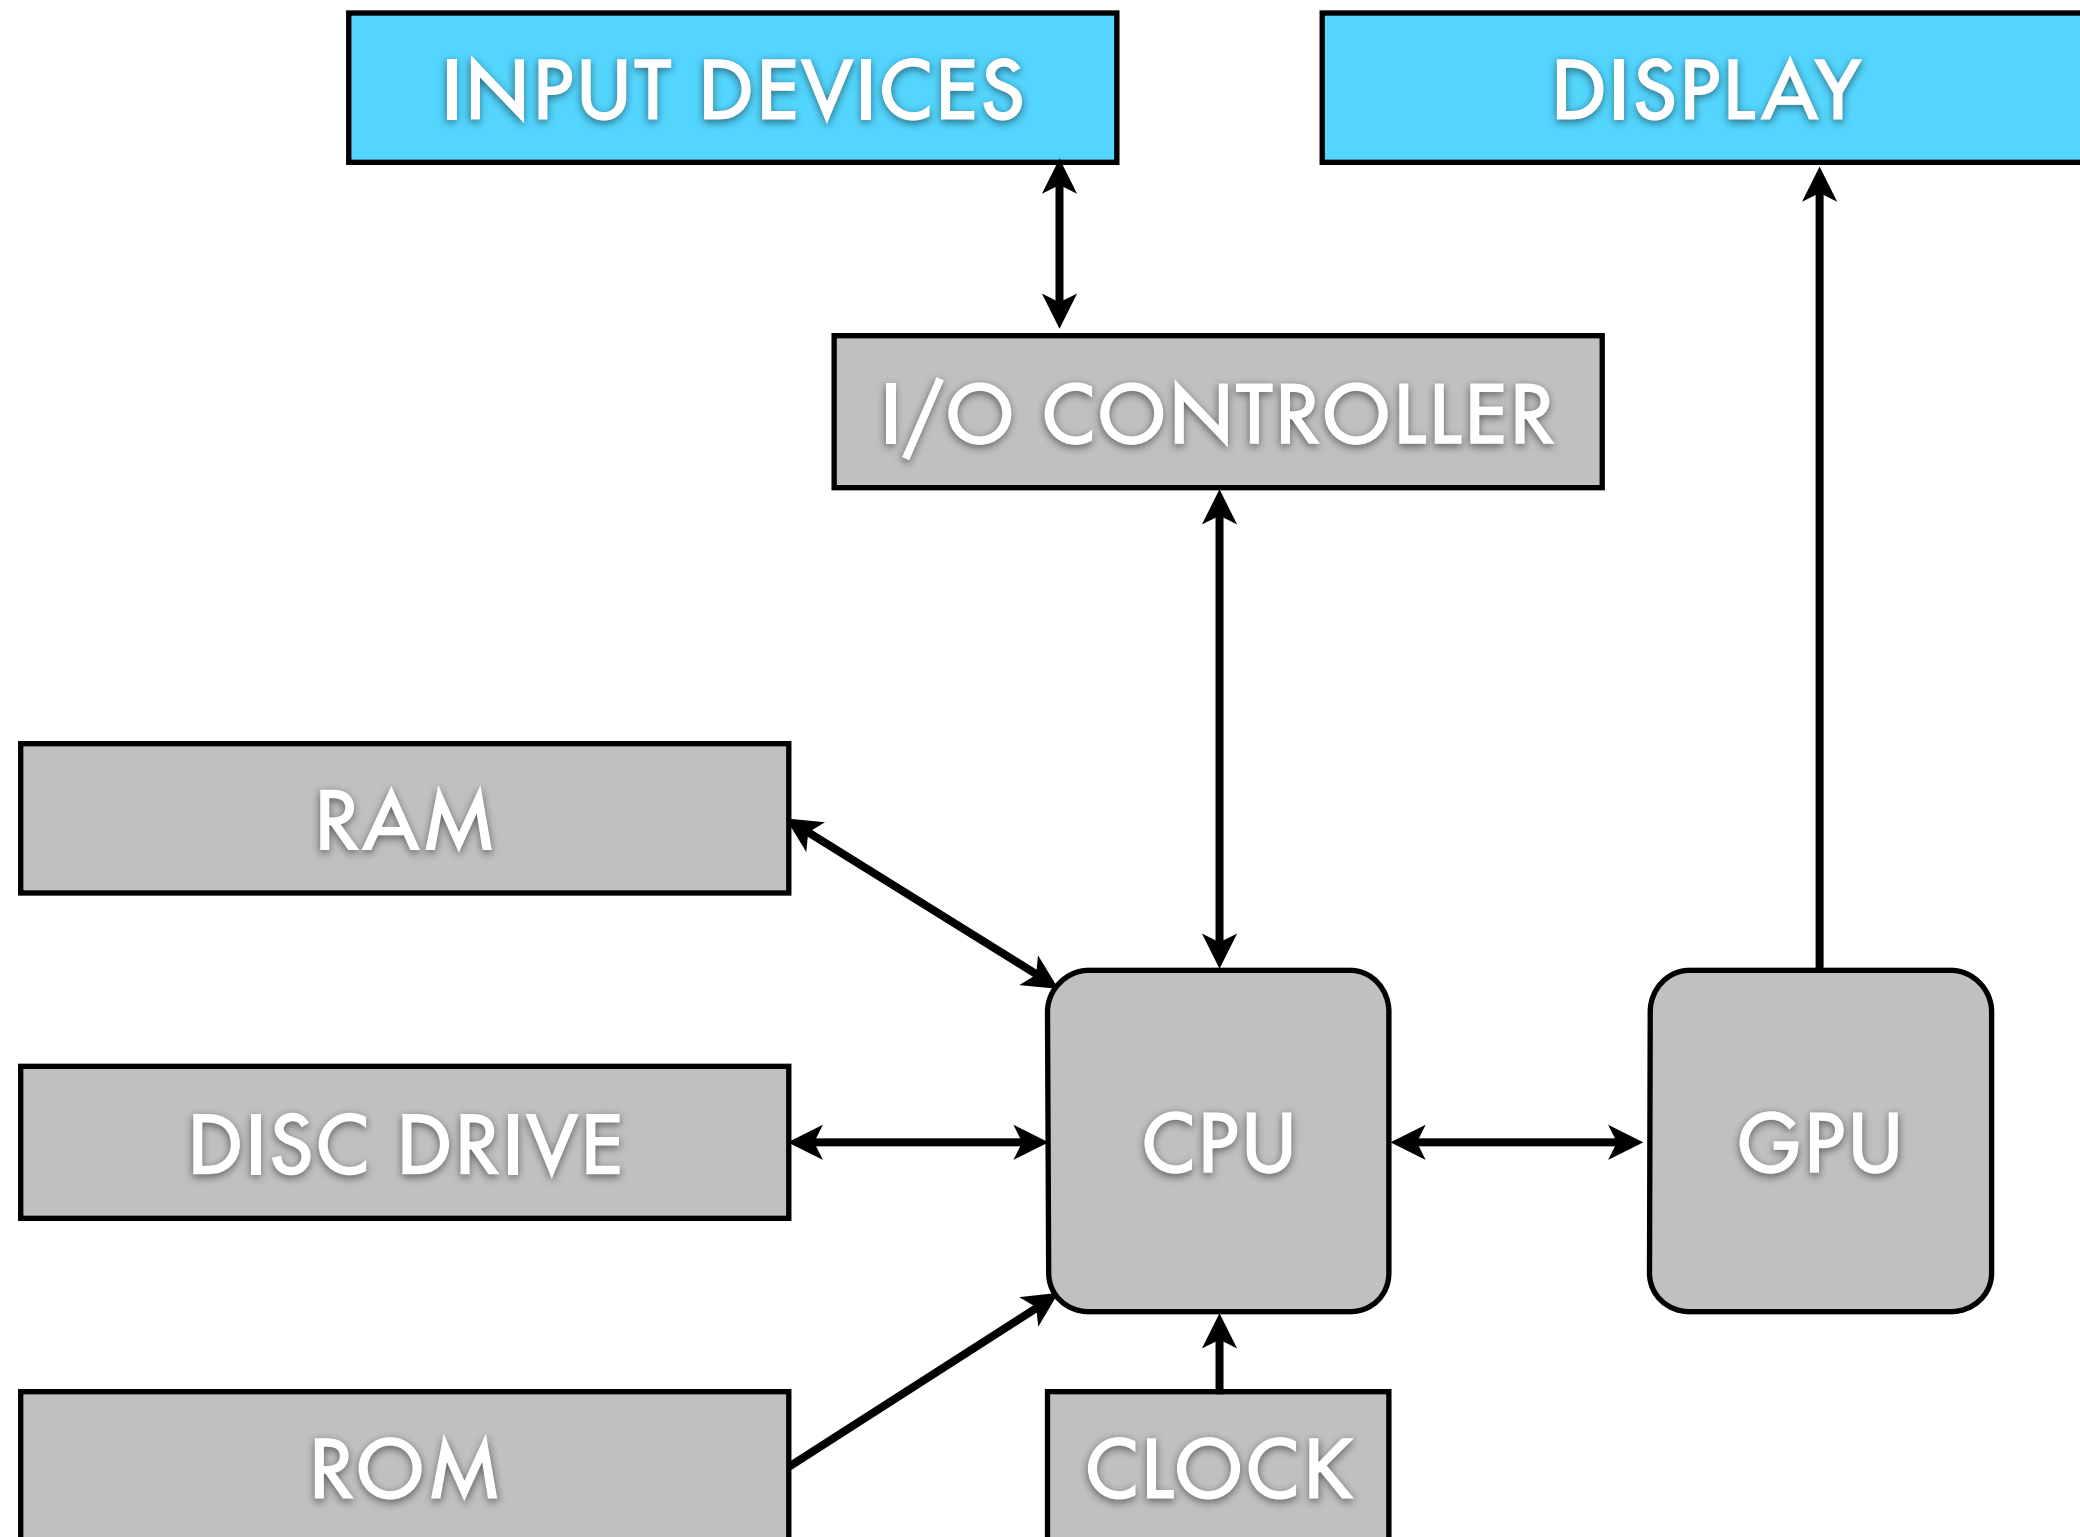 INPUT DEVICES
DISPLAY
I/O CONTROLLER
RAM
DISC DRIVE
CPU
GPU
ROM
CLOCK